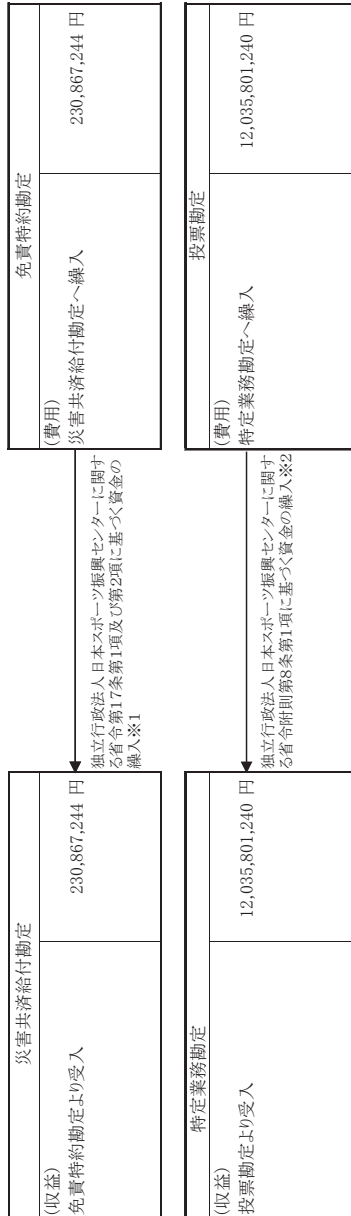 災害共済給付勘定
(収益)
免責特約勘定より受入 230,867,244 円
独立行政法人日本スポーツ振興センターに関す
る省令第17条第1項及び第2項に基づく資金の
繰入※1
免責特約勘定
(費用)
災害共済給付勘定へ繰入 230,867,244 円
特定業務勘定
(収益)
投票勘定より受入 12,035,801,240 円
独立行政法人日本スポーツ振興センターに関す
る省令附則第8条第1項に基づく資金の繰入※2
投票勘定
(費用)
特定業務勘定へ繰入 12,035,801,240 円